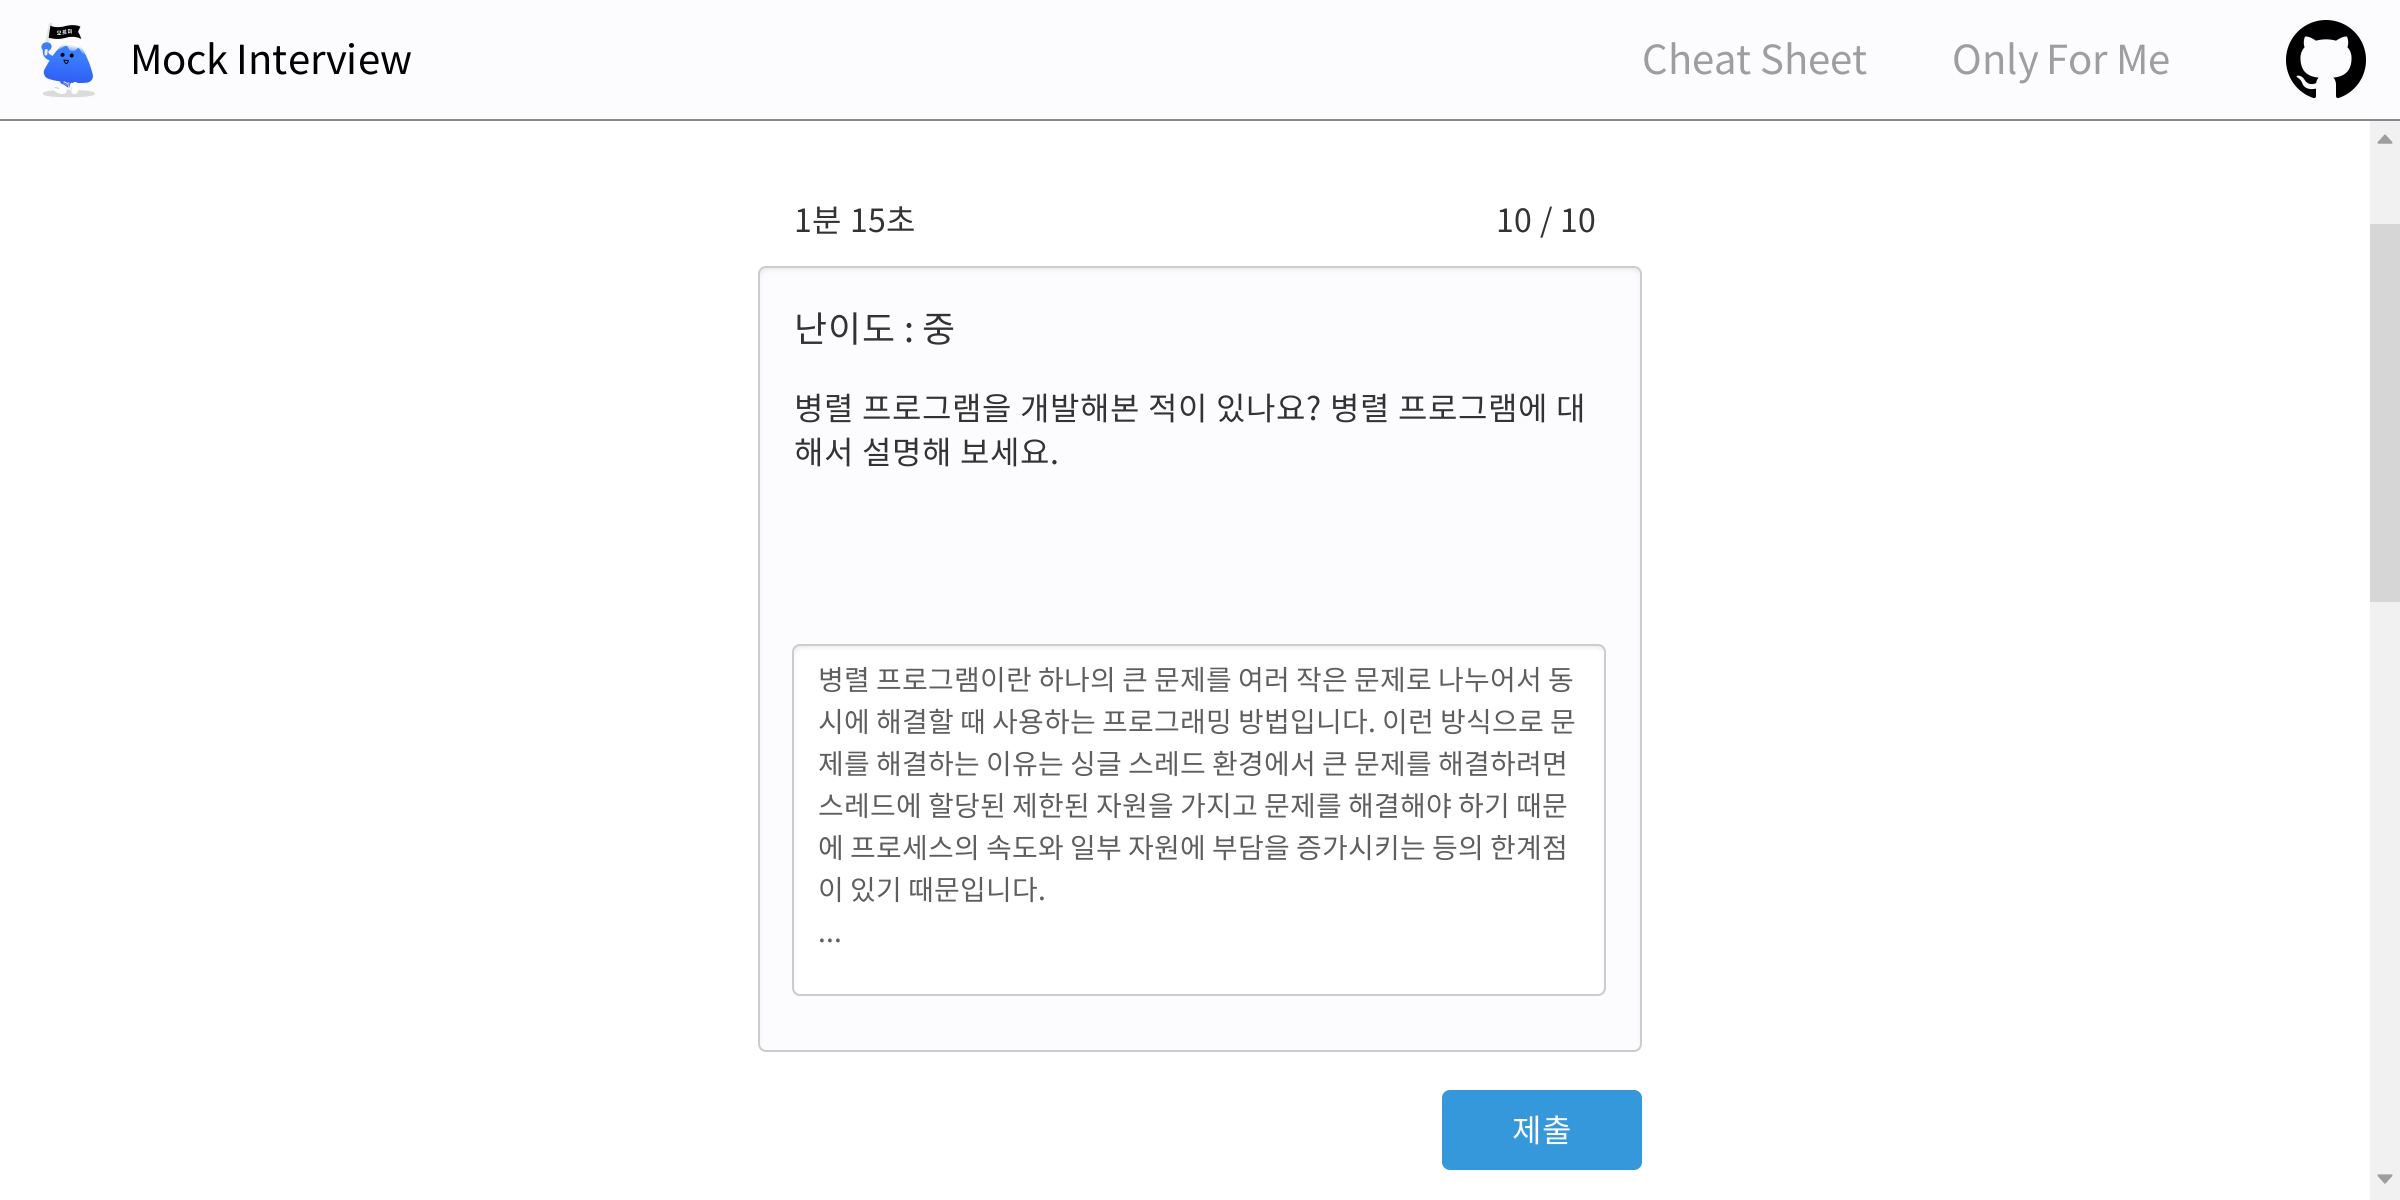 오르미
Mock Interview
Cheat Sheet
Only For Me
1분 15초
10 / 10
난이도 : 중
병렬 프로그램을 개발해본 적이 있나요? 병렬 프로그램에 대
해서 설명해 보세요.
병렬 프로그램이란 하나의 큰 문제를 여러 작은 문제로 나누어서 동
시에 해결할 때 사용하는 프로그래밍 방법입니다. 이런 방식으로 문
제를 해결하는 이유는 싱글 스레드 환경에서 큰 문제를 해결하려면
스레드에 할당된 제한된 자원을 가지고 문제를 해결해야 하기 때문
에 프로세스의 속도와 일부 자원에 부담을 증가시키는 등의 한계점
이 있기 때문입니다.
...
제출